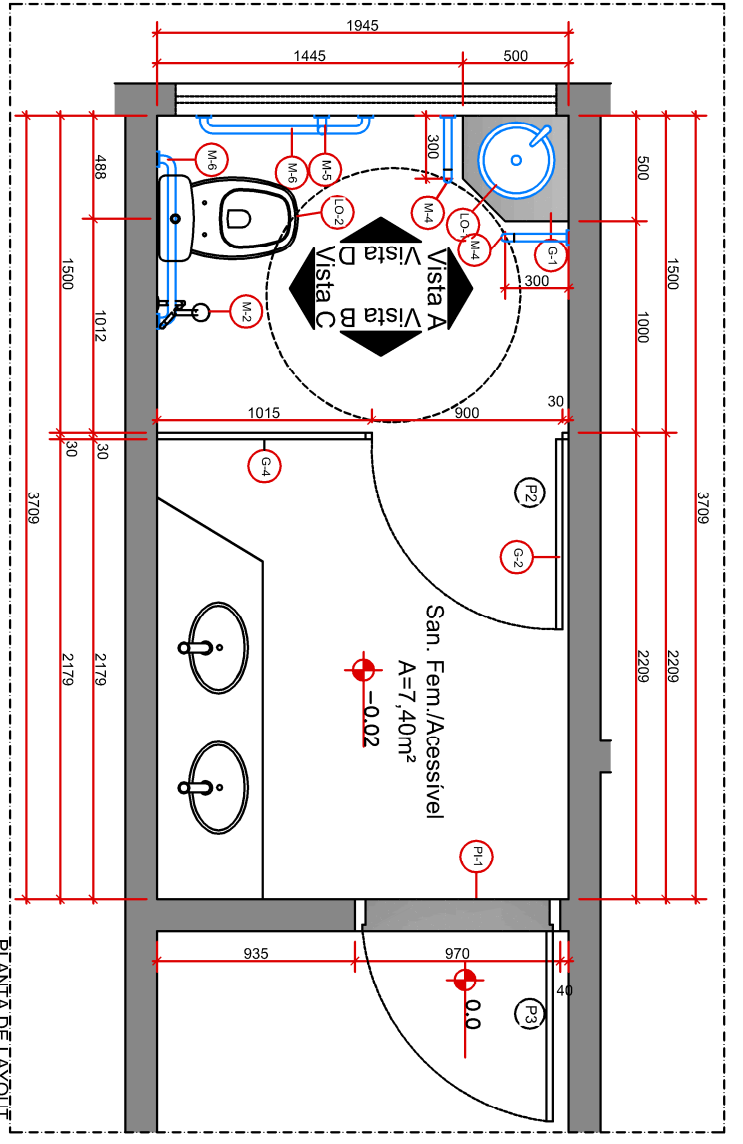 1945
1445
500
M-6
M-6
M-5
LO-2
300
M-4
LO-
M-4
G-1
300
M-2
Vista A
Vista B
Vista C
Vista D
488
1500
1012
30
30
3709
2179
2179
500
1500
1000
3709
2209
2209
1015
900
30
G-4
P2
G-2
San. Fem./Acessível
A=7,40m²
-0.02
PI-1
935
970
40
0.0
P3
PLANTA DE LAYOUT